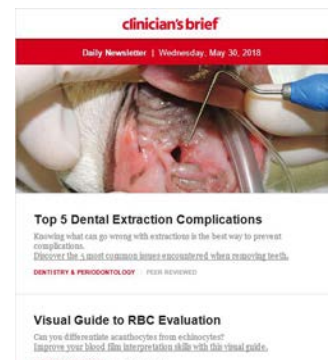 clinician's brief
Daily Newsletter | Wednesday, May 30, 2018
Top 5 Dental Extraction Complications
Knowing what can go wrong with extractions is the best way to prevent
complications.
Discover the 5 most common issues encountered when removing teeth.
DENTISTRY & PERIODONTOLOGY | PEER REVIEWED
Visual Guide to RBC Evaluation
Can you differentiate acanthocytes from echinocytes?
Improve your blood film interpretation skills with this visual guide.